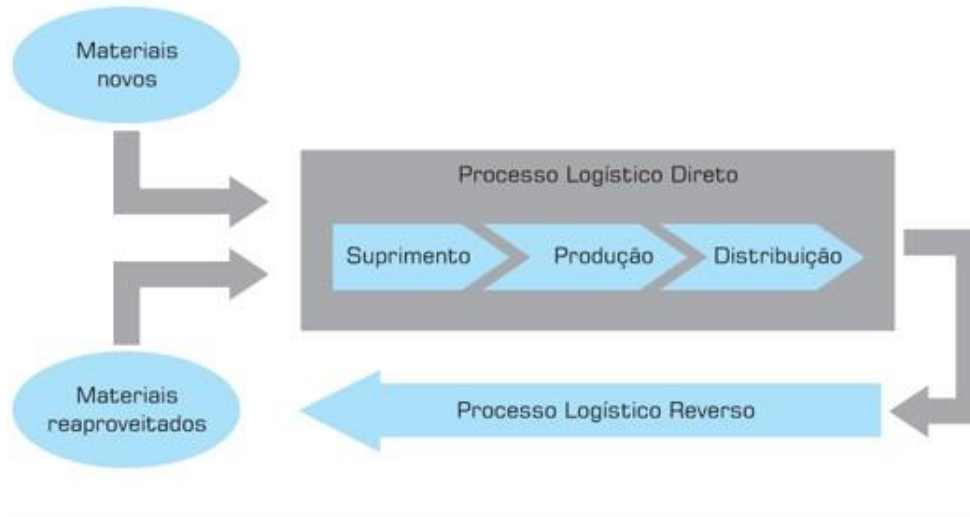 Materiais
novos
Processo Logístico Direto
Suprimento
Produção
Distribuição
Materiais
reaproveitados
Processo Logístico Reverso